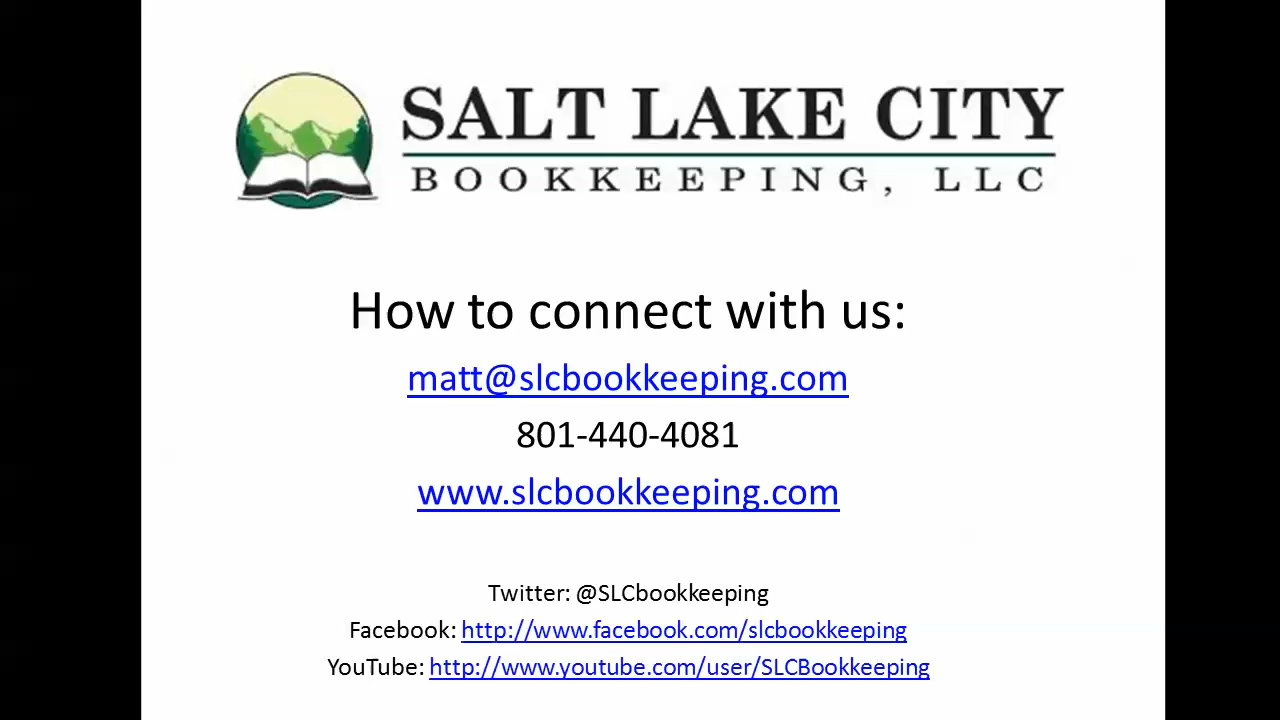 SALT LAKE CITY
BOOKKEEPING, LLC
How to connect with us:
matt@slcbookkeeping.com
801-440-4081
www.slcbookkeeping.com
Twitter: @SLCbookkeeping
Facebook: http://www.facebook.com/slcbookkeeping
YouTube: http://www.youtube.com/user/SLCBookkeeping